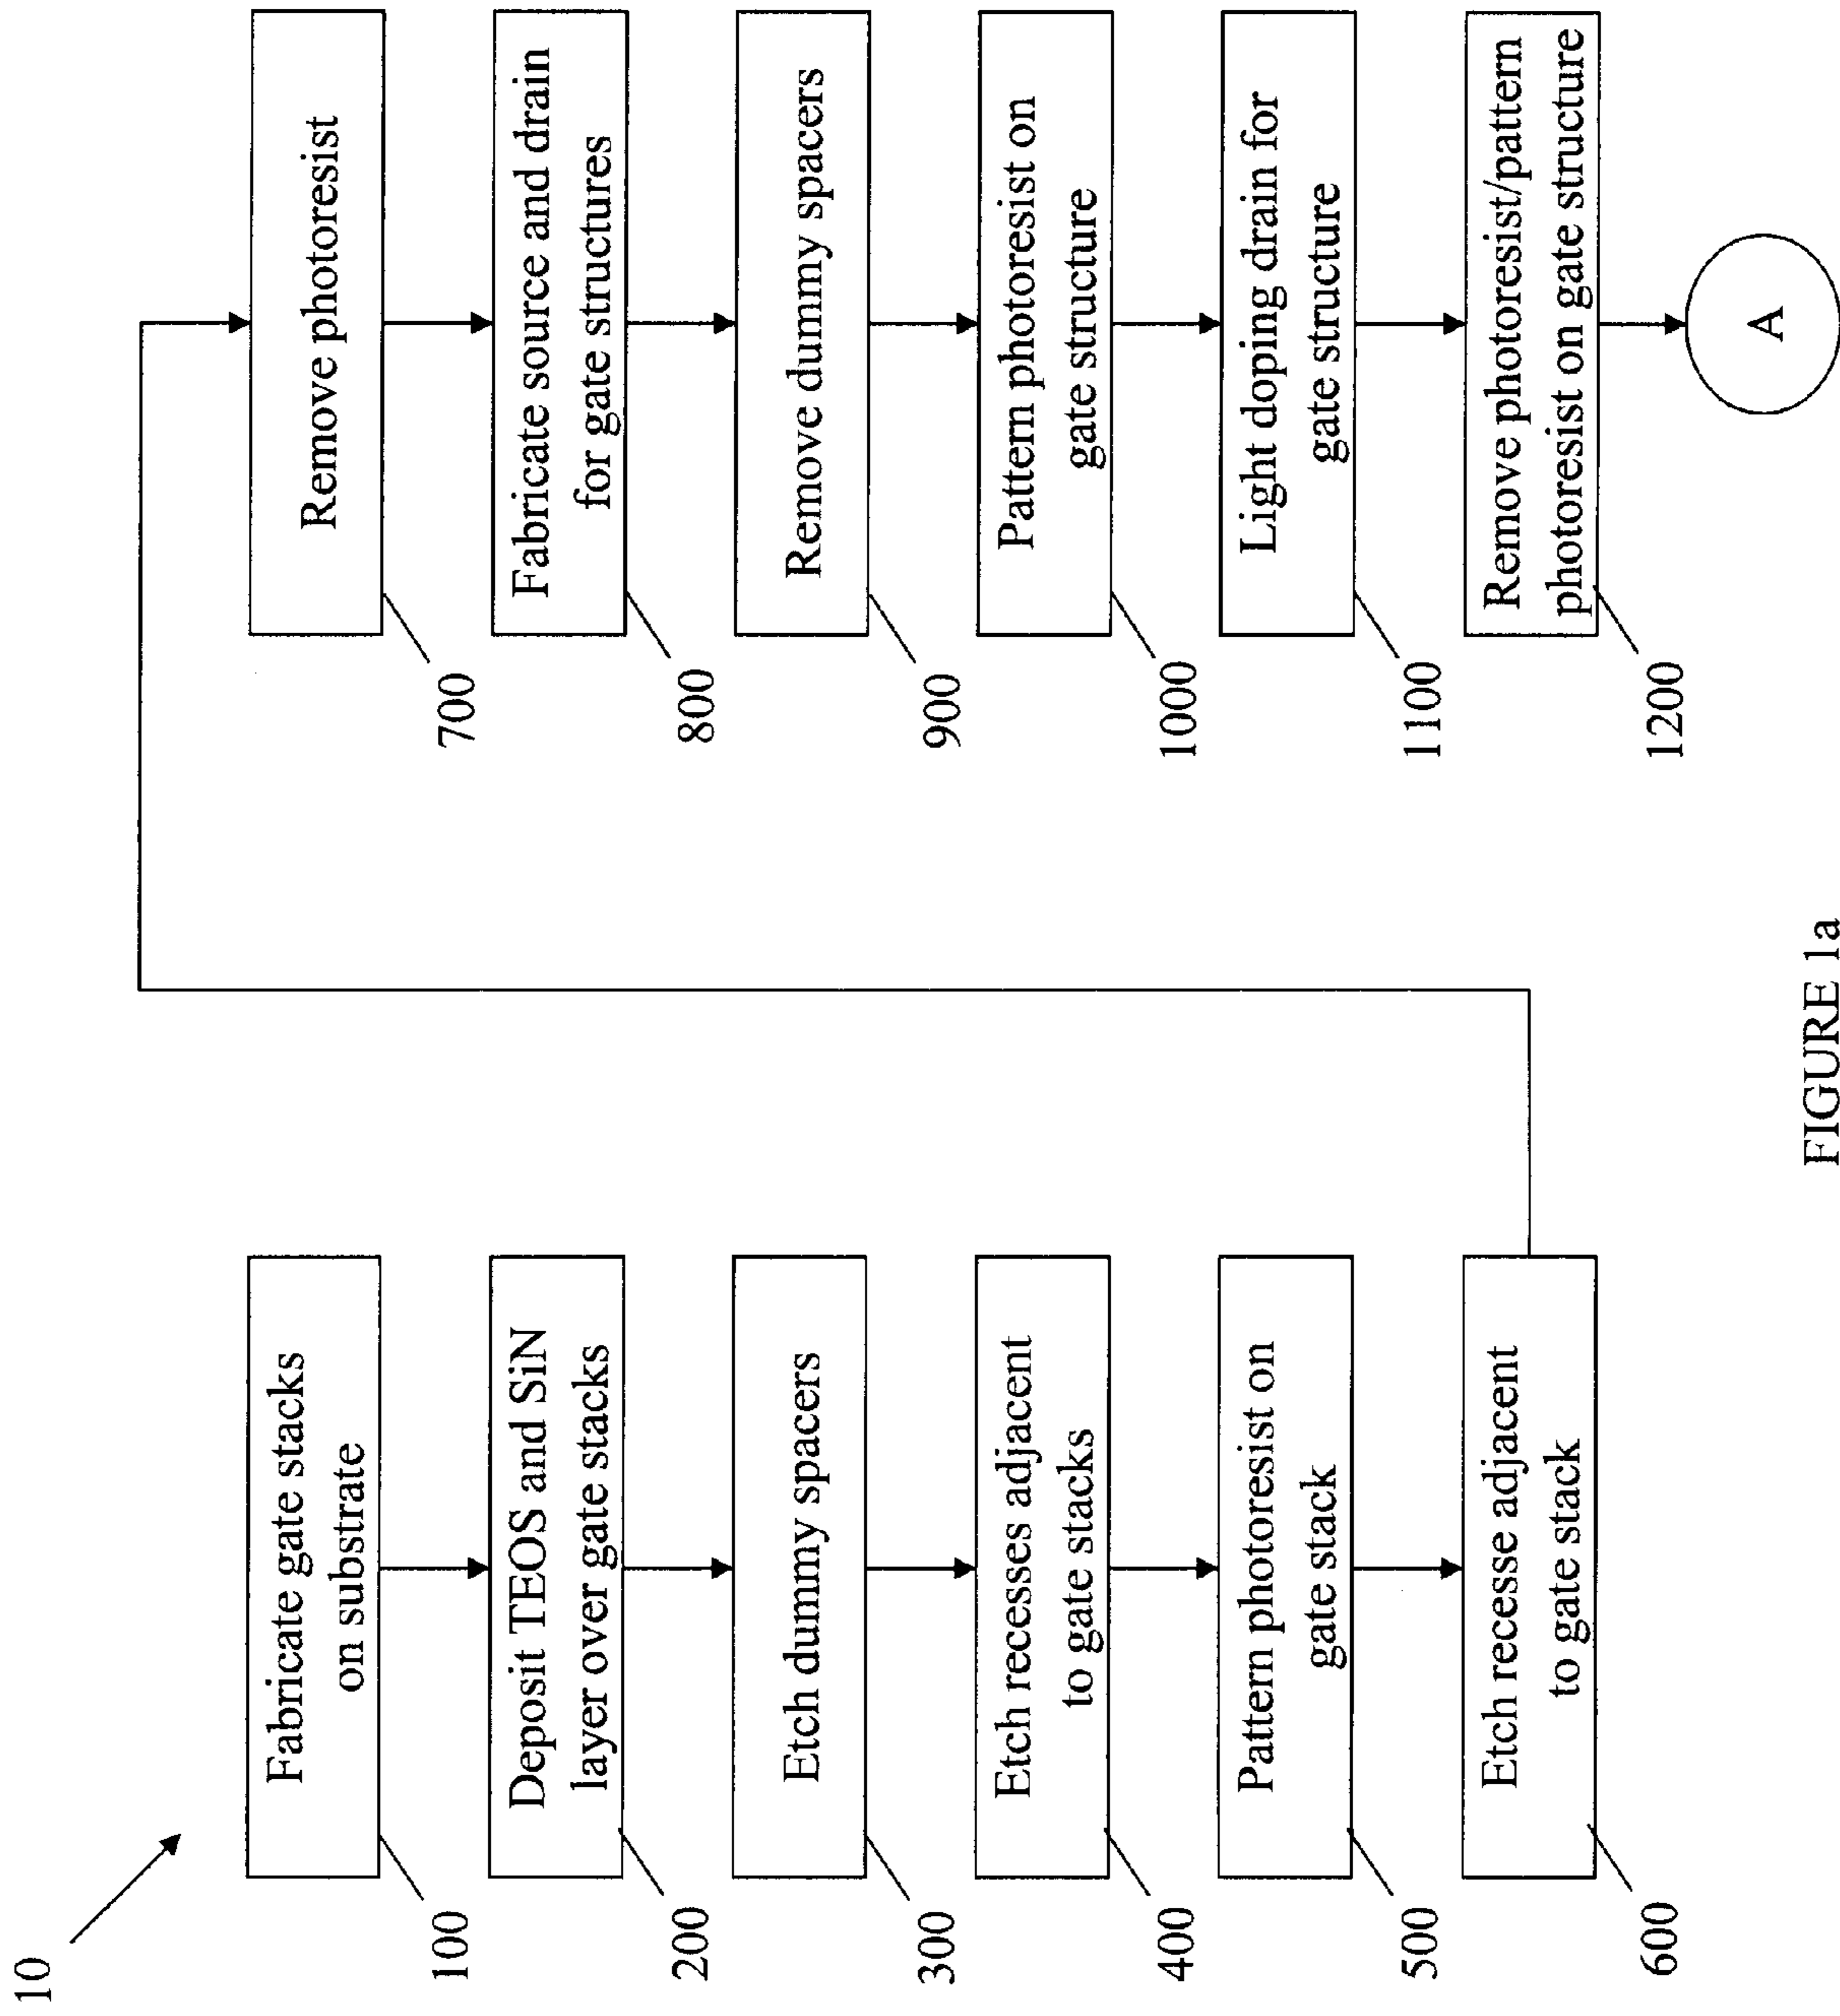 10
Fabricate gate stacks
on substrate
100
Deposit TEOS and SiN
layer over gate stacks
200
Etch dummy spacers
300
Etch recesses adjacent
to gate stacks
400
Pattern photoresist on
gate stack
500
Etch recesse adjacent
to gate stack
600
Remove photoresist
700
Fabricate source and drain
for gate structures
800
Remove dummy spacers
900
Pattern photoresist on
gate structure
1000
Light doping drain for
gate structure
1100
Remove photoresist/pattern
photoresist on gate structure
1200
A
FIGURE 1a